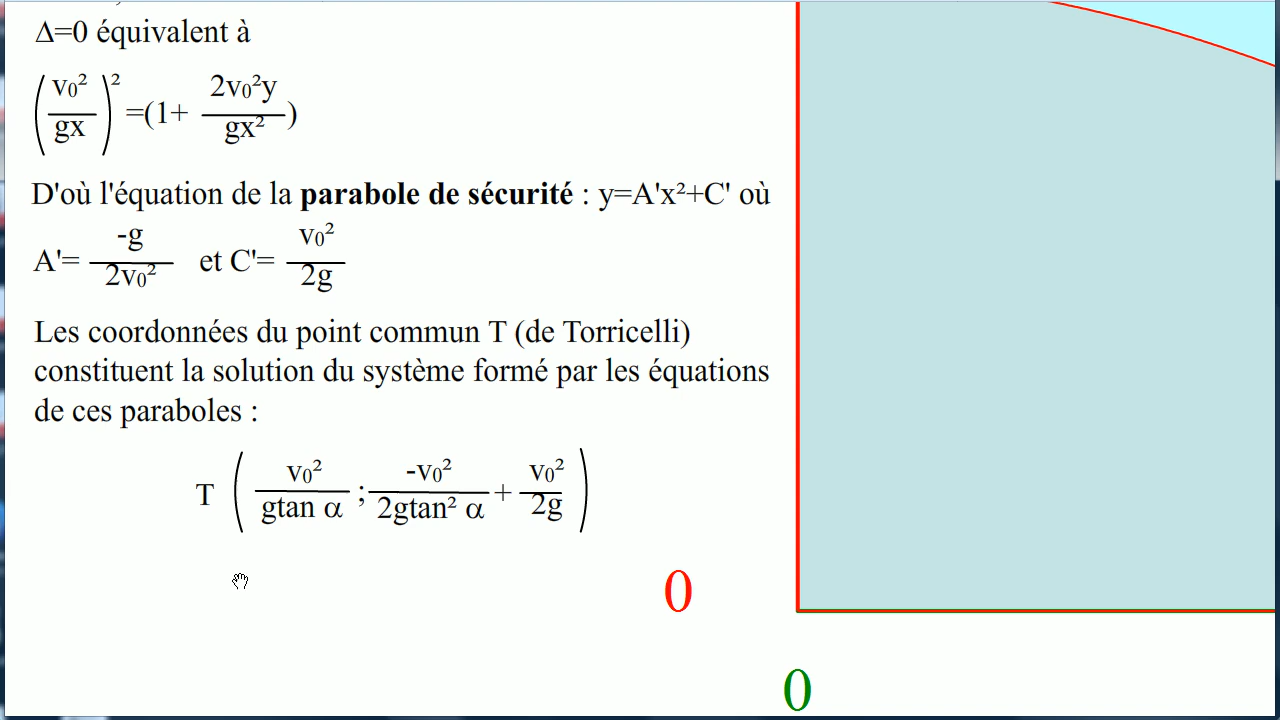 Δ=0 équivalent à
(v₀²/gx)²=(1+ 2v₀²y/gx²)
D'où l'équation de la parabole de sécurité : y=A'x²+C' où
A'= -g/2v₀² et C'= v₀²/2g
Les coordonnées du point commun T (de Torricelli)
constituent la solution du système formé par les équations
de ces paraboles :
T (v₀²/gtan α ; -v₀²/2gtan² α + v₀²/2g)
0
0